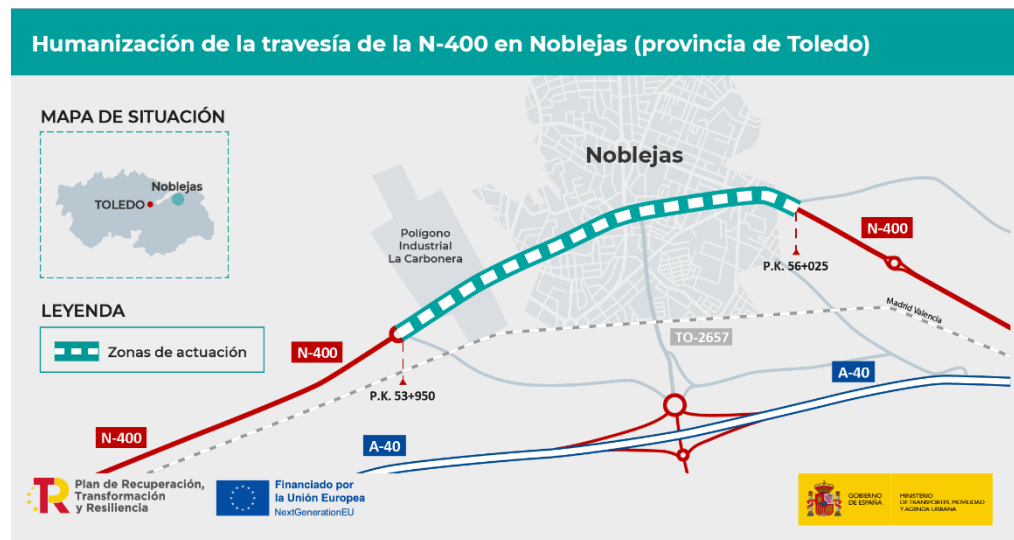 Humanización de la travesía de la N-400 en Noblejas (provincia de Toledo)
MAPA DE SITUACIÓN
Noblejas
TOLEDO
LEYENDA
Zonas de actuación
Noblejas
Polígono
Industrial
La Carbonera
N-400
P.K. 56+025
Madrid Valencia
TO-2657
N-400
P.K. 53+950
A-40
N-400
A-40
Plan de Recuperación,
Transformación
y Resiliencia
Financiado por
la Unión Europea
NextGenerationEU
GOBIERNO
DE ESPAÑA
MINISTERIO
DE TRANSPORTES, MOVILIDAD
Y AGENDA URBANA